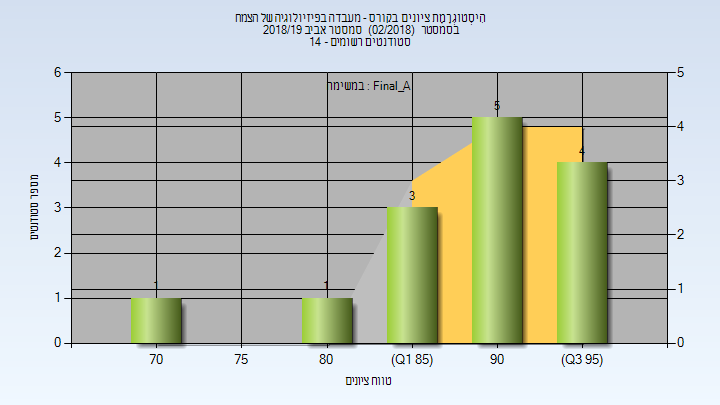 היסטוגרמת ציונים בקורס - מעבדה בפיזיולוגיה של הצמח
בסמסטר (02/2018) סמסטר אביב 2018/19
סטודנטים רשומים - 14
במשימה : Final_A
6
5
4
3
2
1
0
5
4
3
2
1
0
1
1
3
5
4
מספר סטודנטים
70
75
80
(Q1 85)
90
(Q3 95)
טווח ציונים